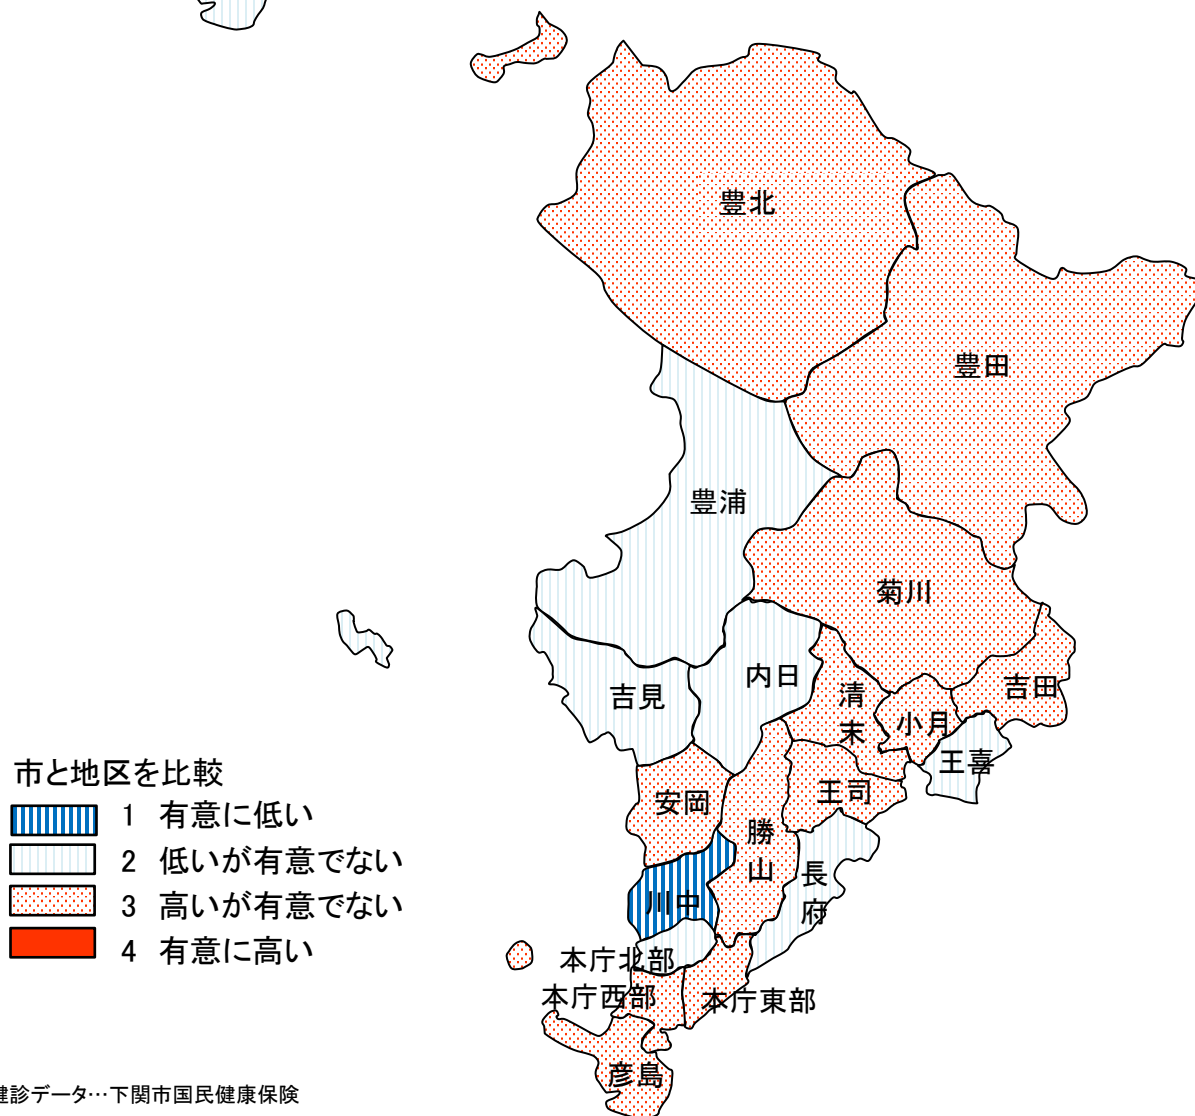 豊北
豊田
豊浦
菊川
内日
吉見
清末
小月
吉田
王喜
市と地区を比較
1 有意に低い
2 低いが有意でない
3 高いが有意でない
4 有意に高い
安岡
王司
勝山
長府
川中
本庁北部
本庁西部
本庁東部
彦島
健診データ…下関市国民健康保険